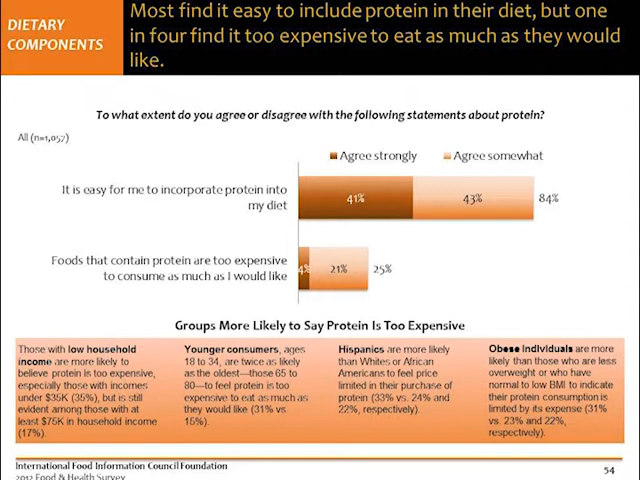 DIETARY
COMPONENTS
Most find it easy to include protein in their diet, but one
in four find it too expensive to eat as much as they would
like.
To what extent do you agree or disagree with the following statements about protein?
All (n=1,057)
Agree strongly Agree somewhat
It is easy for me to incorporate protein into
my diet
41% 43% 84%
Foods that contain protein are too expensive
to consume as much as I would like
4% 21% 25%
Groups More Likely to Say Protein Is Too Expensive
Those with low household
income are more likely to
believe protein is too expensive,
especially those with incomes
under $35K (35%), but is still
evident among those with at
least $75K in household income
(17%).
Younger consumers, ages
18 to 34, are twice as likely
as the oldest—those 65 to
80—to feel protein is too
expensive to eat as much as
they would like (31% vs.
15%).
Hispanics are more likely
than Whites or African
Americans to feel price
limited in their purchase of
protein (33% vs. 24% and
22%, respectively).
Obese individuals are more
likely than those who are less
overweight or who have
normal to low BMI to indicate
their protein consumption is
limited by its expense (31%
vs. 23% and 22%,
respectively).
International Food Information Council Foundation
2012 Food & Health Survey
54